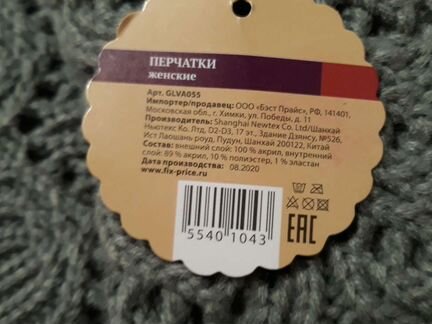 ПЕРЧАТКИ
женские
Арт. GLVA055
Импортер/продавец: ООО «Бэст Прайс», РФ, 141401,
Московская обл., г. Химки, ул. Победы, д. 11
Производитель: Shanghai Newtex Co. Ltd/Шанхай
Ньютекс Ко. Лтд, D2-D3, 17 эт., Здание Дзянсу, №526,
Ист Лаошань роуд, Пудун, Шанхай 200122, Китай
Состав: внешний слой: 100 % акрил, внутренний
слой: 89 % акрил, 10 % полиэстер, 1 % эластан
Дата производства: 08.2020
www.fix-price.ru
5540 1043
EAC